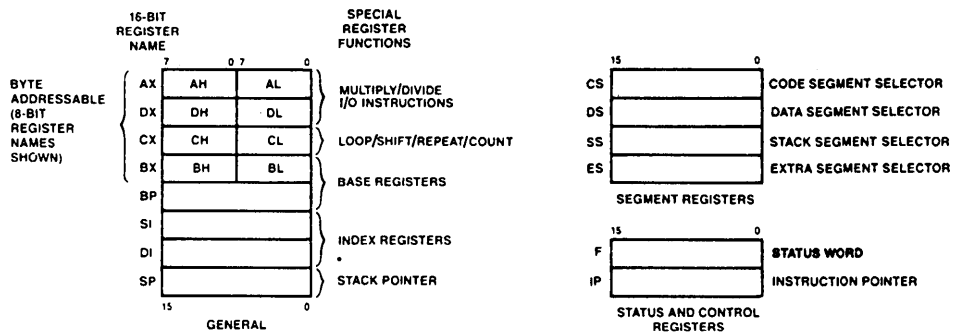 16-BIT
REGISTER
NAME
SPECIAL
REGISTER
FUNCTIONS
7 0 7 0
BYTE
ADDRESSABLE
(8-BIT
REGISTER
NAMES
SHOWN)
AX AH AL
DX DH DL
CX CH CL
BX BH BL
BP
SI
DI
SP
15 0
GENERAL
MULTIPLY/DIVIDE
I/O INSTRUCTIONS
LOOP/SHIFT/REPEAT/COUNT
BASE REGISTERS
INDEX REGISTERS
STACK POINTER
15 0
CS CODE SEGMENT SELECTOR
DS DATA SEGMENT SELECTOR
SS STACK SEGMENT SELECTOR
ES EXTRA SEGMENT SELECTOR
SEGMENT REGISTERS
15 0
F STATUS WORD
IP INSTRUCTION POINTER
STATUS AND CONTROL
REGISTERS